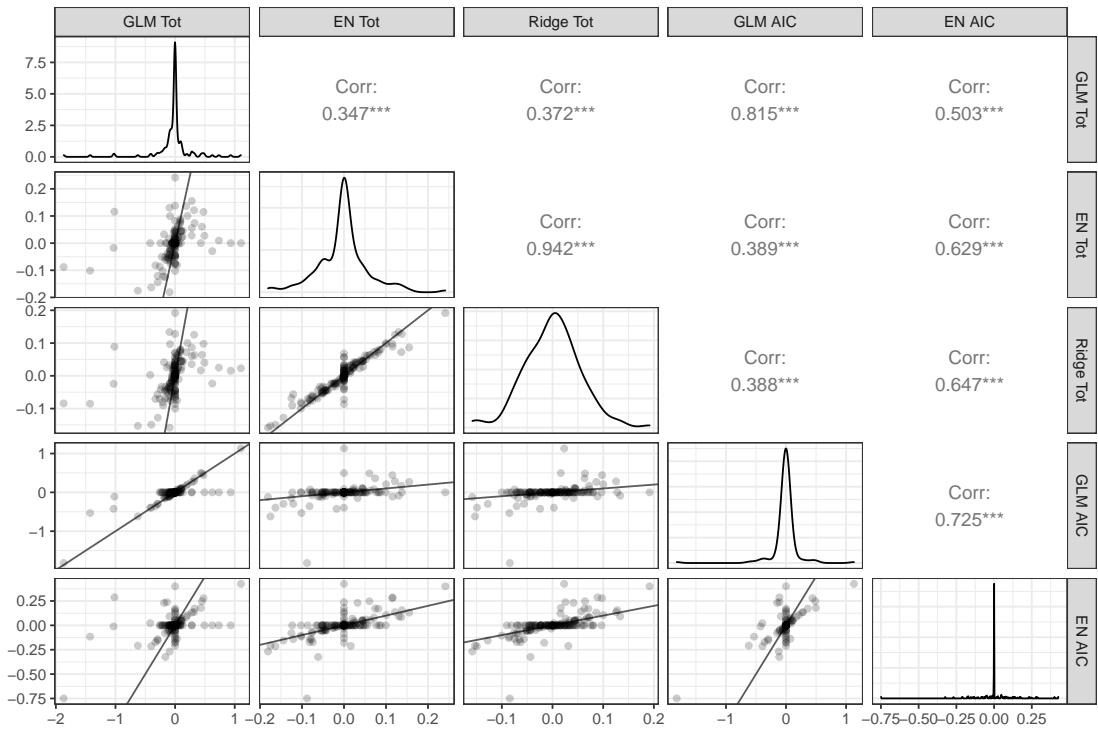 GLM Tot EN Tot Ridge Tot GLM AIC EN AIC
7.5
5.0
2.5
0.0
Corr:
0.347***
Corr:
0.372***
Corr:
0.815***
Corr:
0.503***
GLM Tot
0.2
0.1
0.0
−0.1
−0.2
Corr:
0.942***
Corr:
0.389***
Corr:
0.629***
EN Tot
0.2
0.1
0.0
−0.1
Corr:
0.388***
Corr:
0.647***
Ridge Tot
1
0
−1
Corr:
0.725***
GLM AIC
0.25
0.00
−0.25
−0.50
−0.75
EN AIC
−2 −1 0 1 −0.2 −0.1 0.0 0.1 0.2 −0.1 0.0 0.1 0.2 −1 0 1 −0.75 −0.50 −0.25 0.00 0.25